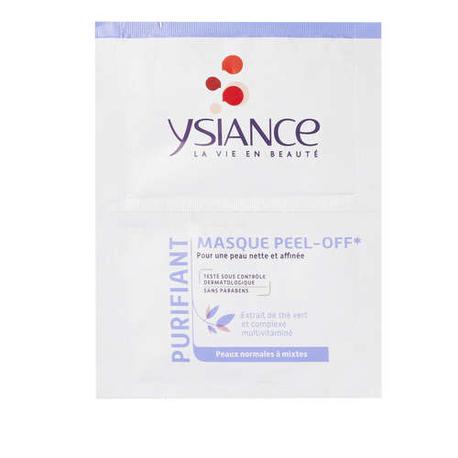 YSIANCE
LA VIE EN BEAUTÉ
PURIFIANT
MASQUE PEEL-OFF*
Pour une peau nette et affinée
TESTÉ SOUS CONTRÔLE
DERMATOLOGIQUE
SANS PARABENS
Extrait de thé vert
et complexe
multivitaminé
Peaux normales à mixtes